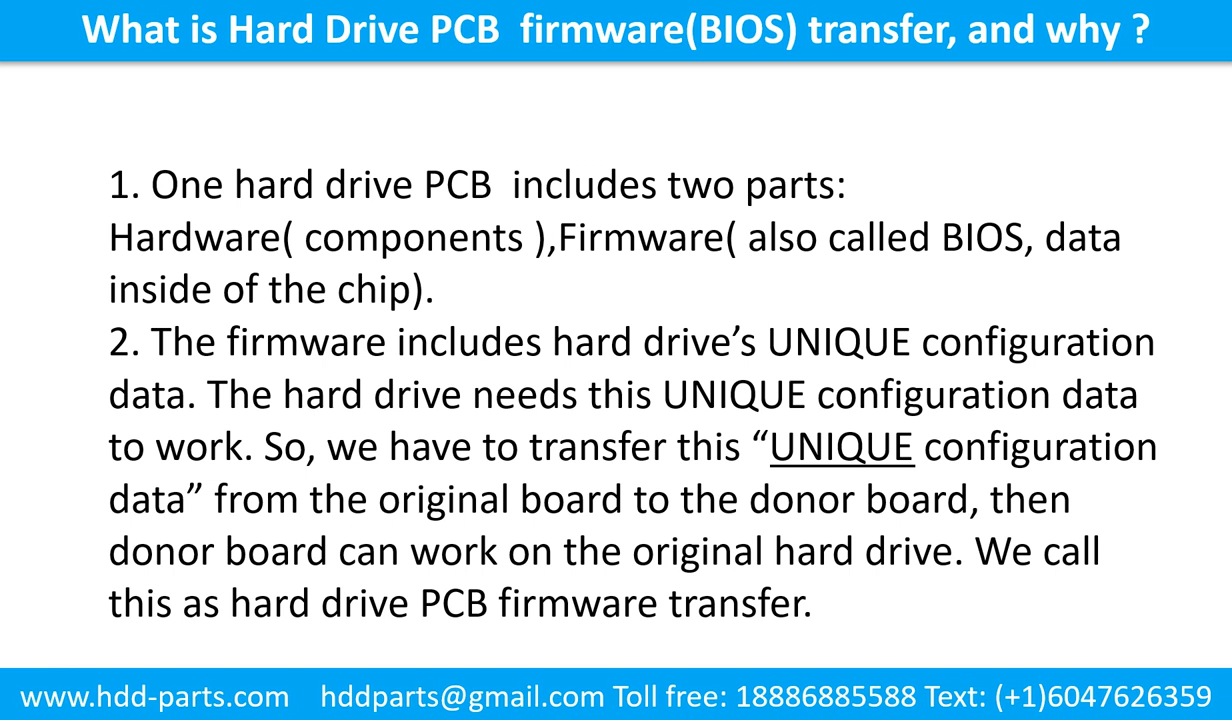 What is Hard Drive PCB  firmware(BIOS) transfer, and why ?
1. One hard drive PCB  includes two parts:
Hardware( components ),Firmware( also called BIOS, data
inside of the chip).
2. The firmware includes hard drive’s UNIQUE configuration
data. The hard drive needs this UNIQUE configuration data
to work. So, we have to transfer this “UNIQUE configuration
data” from the original board to the donor board, then
donor board can work on the original hard drive. We call
this as hard drive PCB firmware transfer.
www.hdd-parts.com    hddparts@gmail.com Toll free: 18886885588 Text: (+1)6047626359